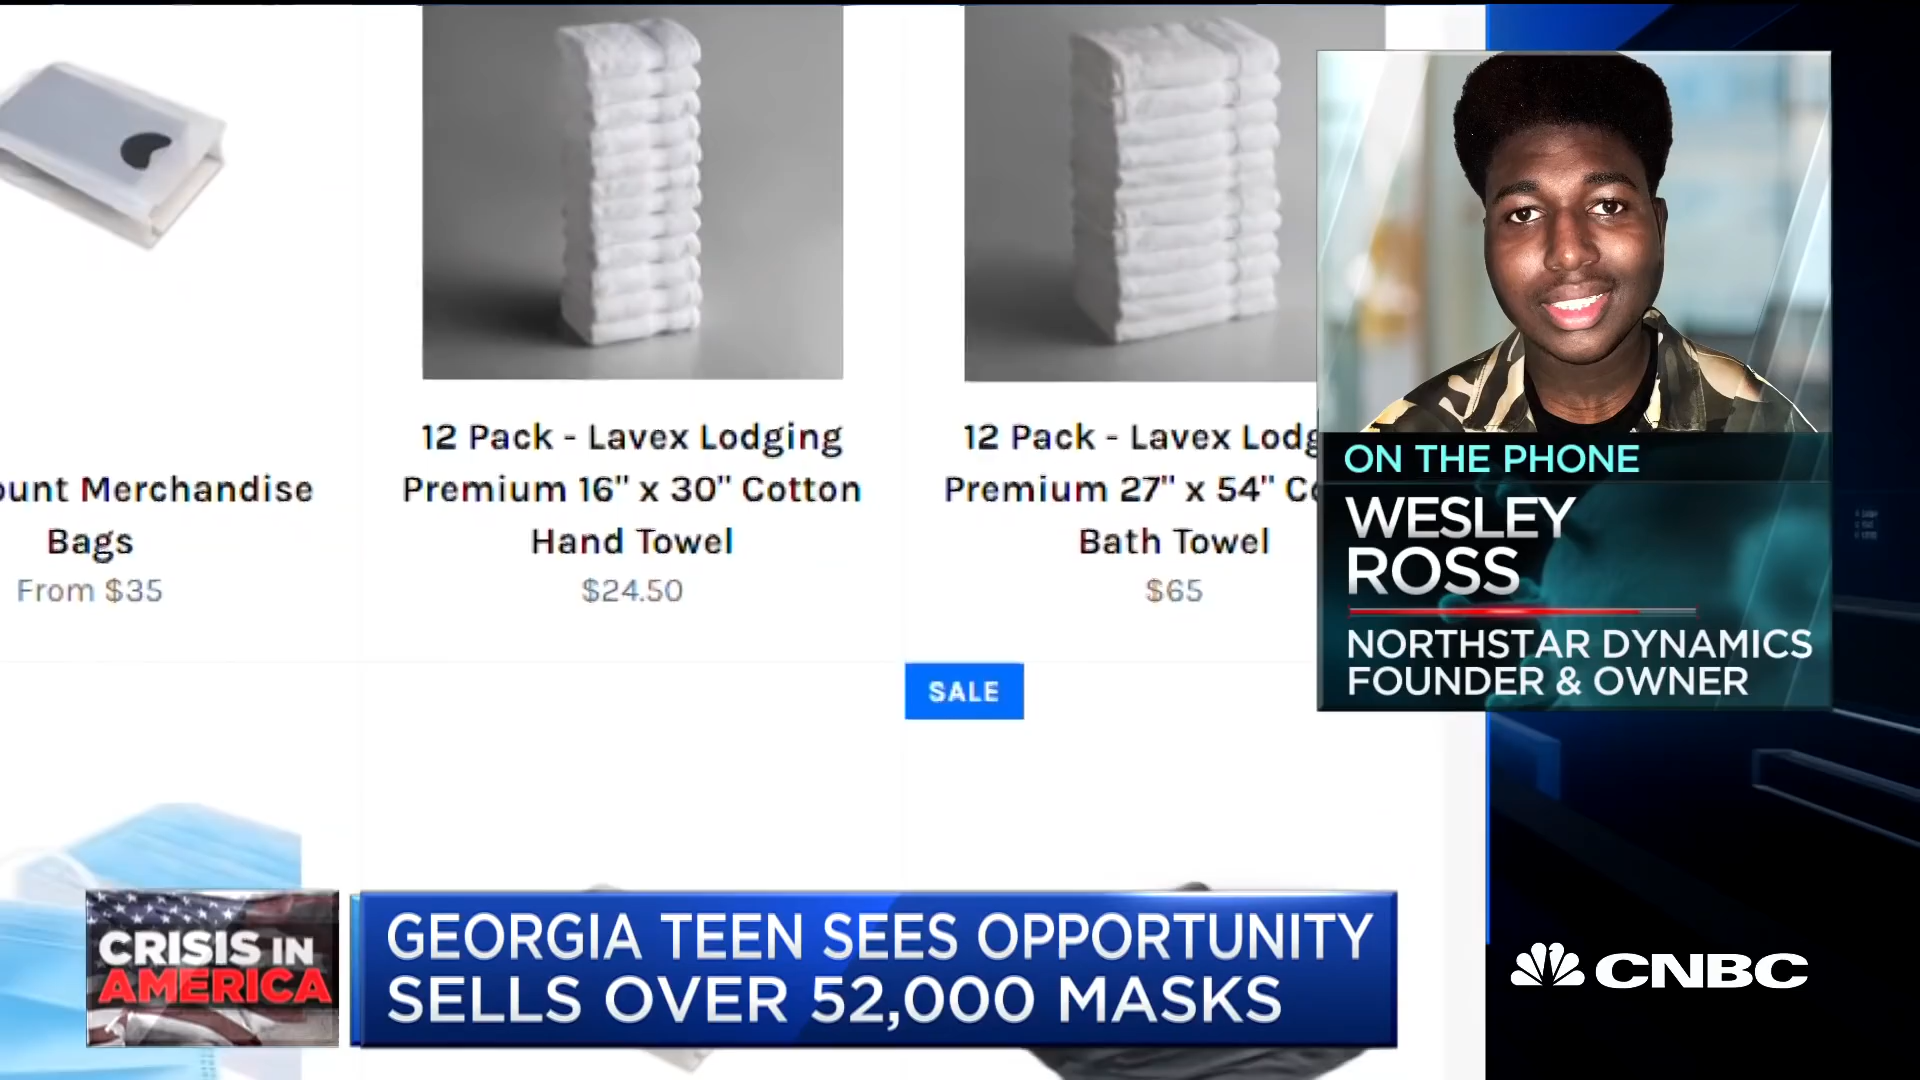 ount Merchandise
Bags
From $35
12 Pack - Lavex Lodging
Premium 16" x 30" Cotton
Hand Towel
$24.50
12 Pack - Lavex Lodg
Premium 27" x 54" Co
Bath Towel
$65
SALE
ON THE PHONE
WESLEY
ROSS
NORTHSTAR DYNAMICS
FOUNDER & OWNER
CRISIS IN
AMERICA
GEORGIA TEEN SEES OPPORTUNITY
SELLS OVER 52,000 MASKS
CNBC